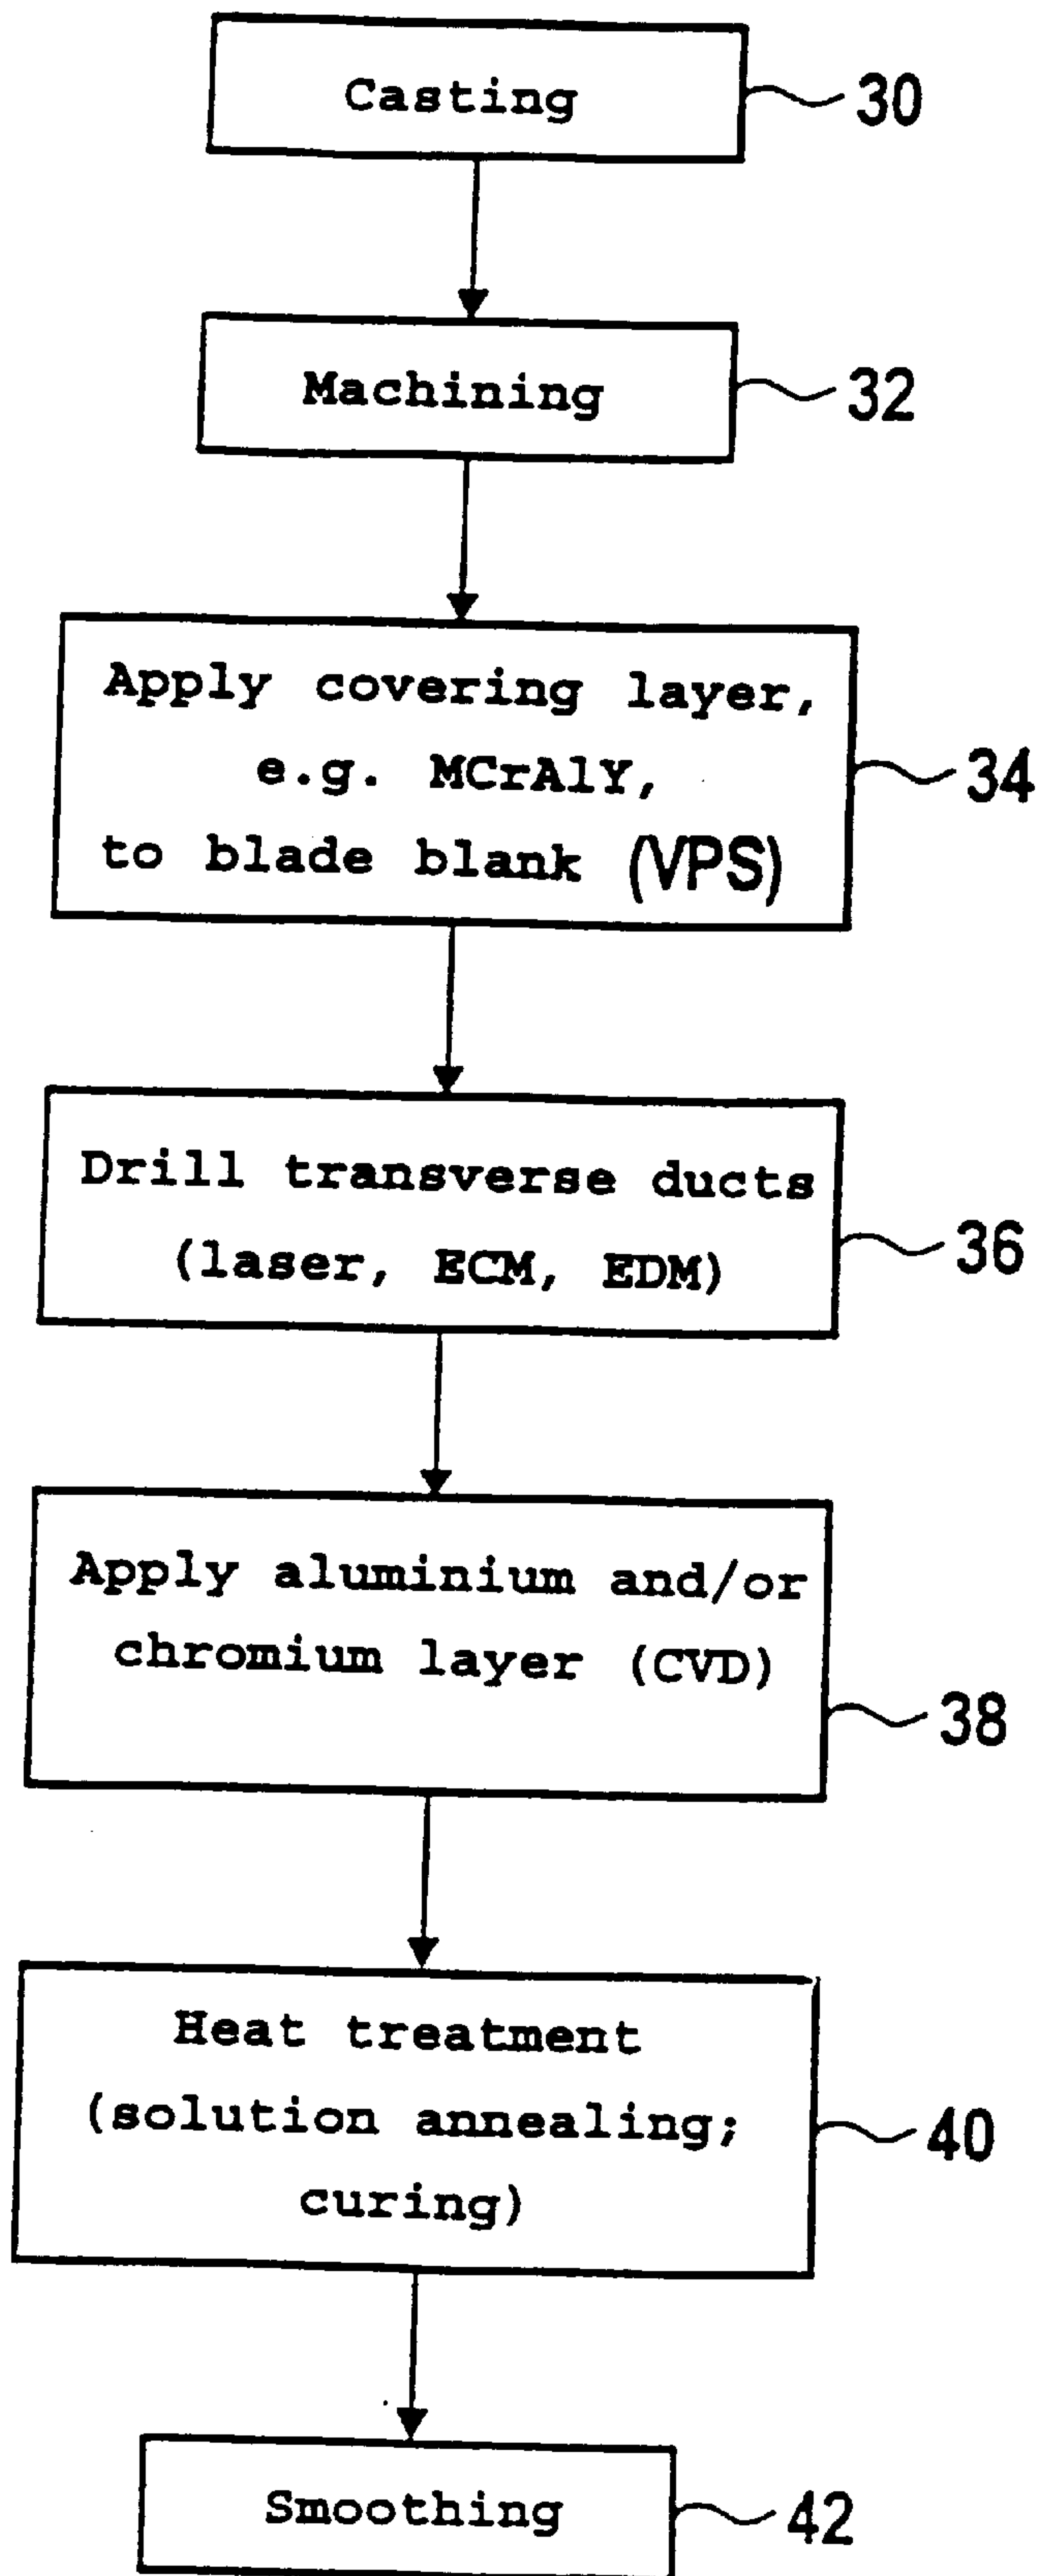 Casting
30
Machining
32
Apply covering layer,
e.g. MCrAlY,
to blade blank (VPS)
34
Drill transverse ducts
(laser, ECM, EDM)
36
Apply aluminium and/or
chromium layer (CVD)
38
Heat treatment
(solution annealing;
curing)
40
Smoothing
42